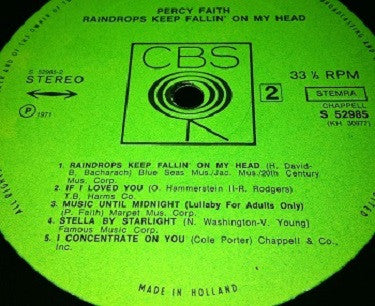 PERCY FAITH
RAINDROPS KEEP FALLIN' ON MY HEAD
CBS
S 52985-2
STEREO
33 ⅓ RPM
2
STEMRA
CHAPPELL
S 52985
(KH 30672)
P 1971
1 RAINDROPS KEEP FALLIN' ON MY HEAD (H. David-
B. Bacharach) Blue Seas Mus./Jac. Mus./20th Century
Mus. Corp.
2 IF I LOVED YOU (O. Hammerstein II-R. Rodgers)
T.B. Harms Co.
3 MUSIC UNTIL MIDNIGHT (Lullaby For Adults Only)
(P. Faith) Marpet Mus. Corp.
4 STELLA BY STARLIGHT (N. Washington-V. Young)
Famous Music Corp.
5 I CONCENTRATE ON YOU (Cole Porter) Chappell & Co.,
Inc.
MADE IN HOLLAND